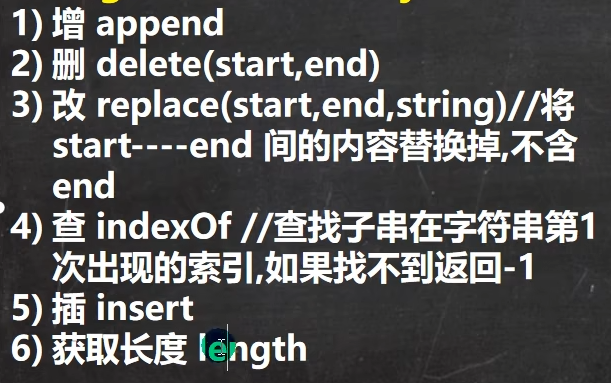 1) 增 append
2) 删 delete(start,end)
3) 改 replace(start,end,string)//将
start----end 间的内容替换掉,不含
end
4) 查 indexOf //查找子串在字符串第1
次出现的索引,如果找不到返回-1
5) 插 insert
6) 获取长度 length